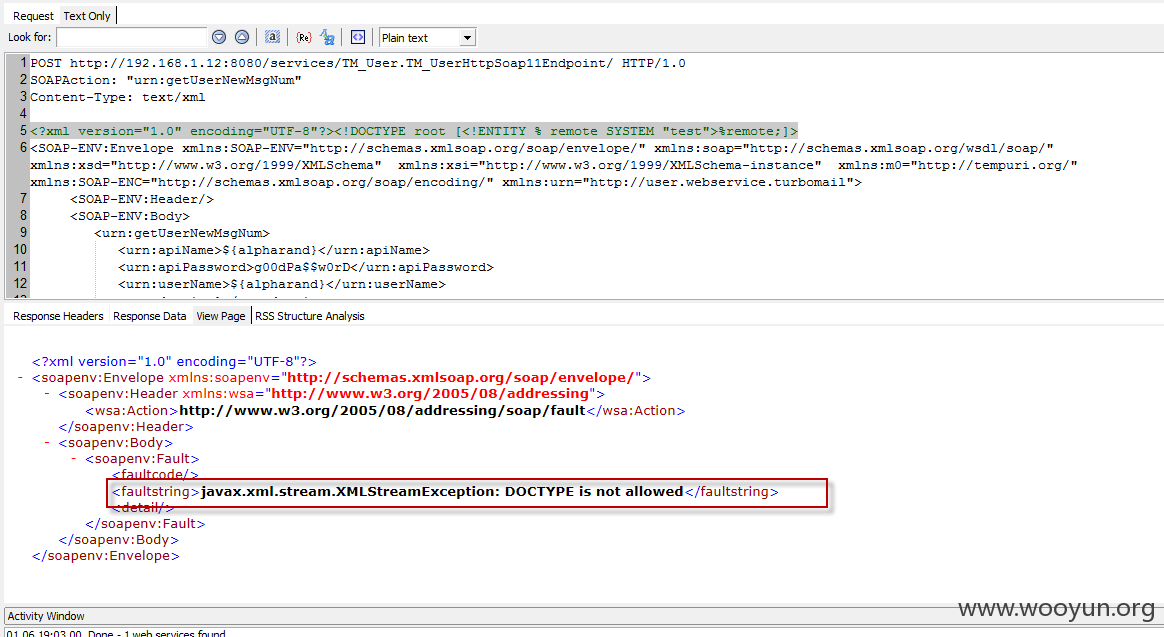 Request Text Only
Look for: Plain text
1 POST http://192.168.1.12:8080/services/TM_User.TM_UserHttpSoap11Endpoint/ HTTP/1.0
2 SOAPAction: "urn:getUserNewMsgNum"
3 Content-Type: text/xml
4
5 <?xml version="1.0" encoding="UTF-8"?><!DOCTYPE root [<!ENTITY % remote SYSTEM "test">%remote;]>
6 <SOAP-ENV:Envelope xmlns:SOAP-ENV="http://schemas.xmlsoap.org/soap/envelope/" xmlns:soap="http://schemas.xmlsoap.org/wsdl/soap/"
xmlns:xsd="http://www.w3.org/1999/XMLSchema" xmlns:xsi="http://www.w3.org/1999/XMLSchema-instance" xmlns:m0="http://tempuri.org/"
xmlns:SOAP-ENC="http://schemas.xmlsoap.org/soap/encoding/" xmlns:urn="http://user.webservice.turbomail">
7 <SOAP-ENV:Header/>
8 <SOAP-ENV:Body>
9 <urn:getUserNewMsgNum>
10 <urn:apiName>${alpharand}</urn:apiName>
11 <urn:apiPassword>g00dPa$$w0rD</urn:apiPassword>
12 <urn:userName>${alpharand}</urn:userName>
Response Headers Response Data View Page RSS Structure Analysis
<?xml version="1.0" encoding="UTF-8"?>
- <soapenv:Envelope xmlns:soapenv="http://schemas.xmlsoap.org/soap/envelope/">
- <soapenv:Header xmlns:wsa="http://www.w3.org/2005/08/addressing">
<wsa:Action>http://www.w3.org/2005/08/addressing/soap/fault</wsa:Action>
</soapenv:Header>
- <soapenv:Body>
- <soapenv:Fault>
<faultcode/>
<faultstring>javax.xml.stream.XMLStreamException: DOCTYPE is not allowed</faultstring>
<detail/>
</soapenv:Fault>
</soapenv:Body>
</soapenv:Envelope>
www.wooyun.org
Activity Window
01.06 19:03.00, Done - 1 web services found